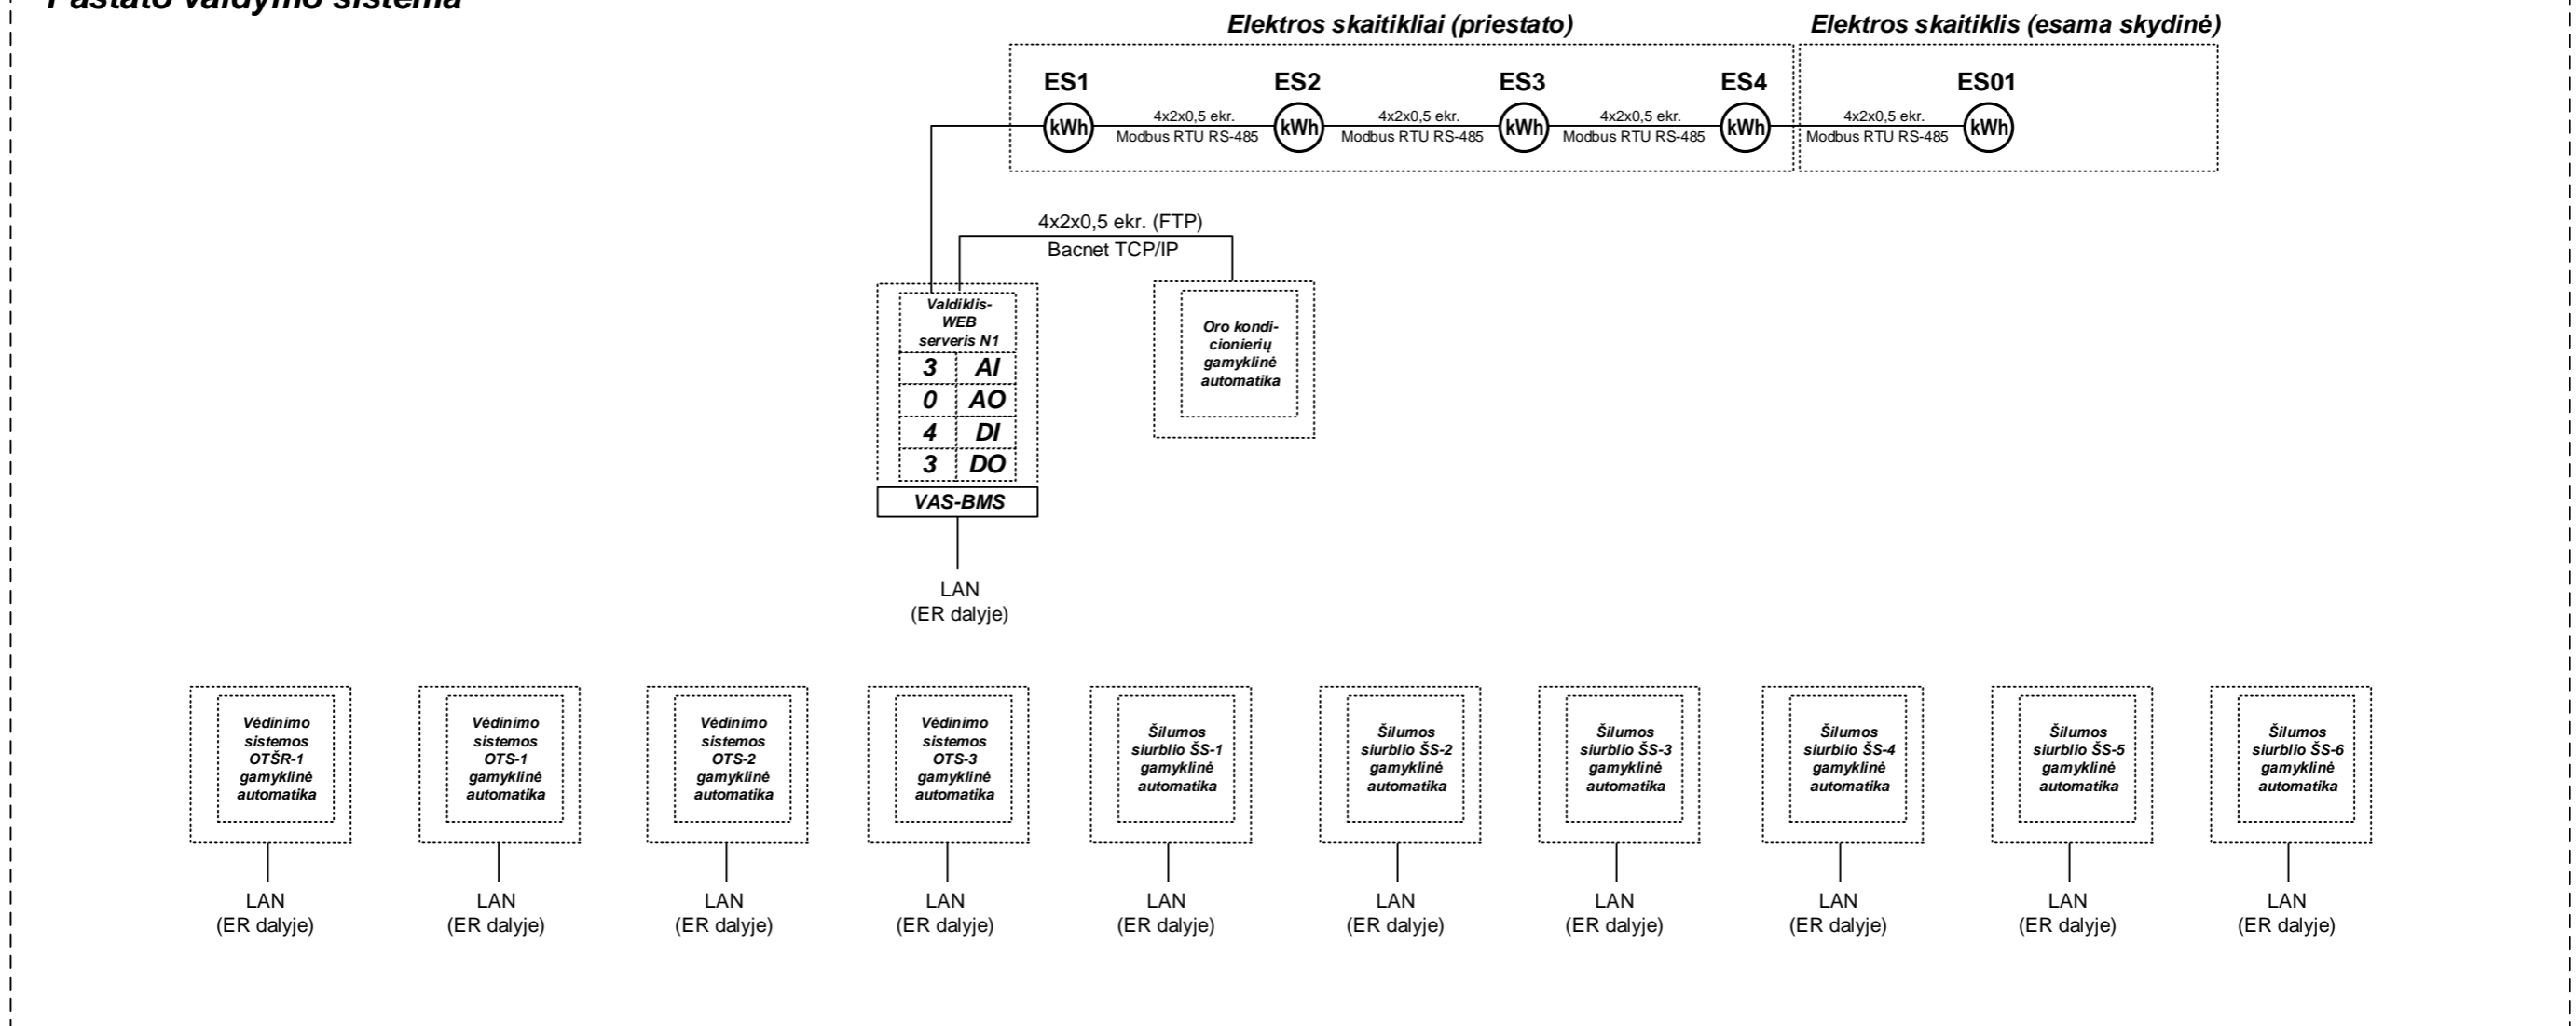 Pastato valdymo sistema
Elektros skaitikliai (priestato)
Elektros skaitiklis (esama skydinė)
ES1
ES2
ES3
ES4
ES01
kWh
4x2x0,5 ekr.
Modbus RTU RS-485
kWh
4x2x0,5 ekr.
Modbus RTU RS-485
kWh
4x2x0,5 ekr.
Modbus RTU RS-485
kWh
4x2x0,5 ekr.
Modbus RTU RS-485
kWh
4x2x0,5 ekr. (FTP)
Bacnet TCP/IP
Valdiklis-
WEB
serveris N1
3 AI
0 AO
4 DI
3 DO
VAS-BMS
LAN
(ER dalyje)
Oro kondi-
cionierių
gamyklinė
automatika
Vėdinimo
sistemos
OTŠR-1
gamyklinė
automatika
LAN
(ER dalyje)
Vėdinimo
sistemos
OTS-1
gamyklinė
automatika
LAN
(ER dalyje)
Vėdinimo
sistemos
OTS-2
gamyklinė
automatika
LAN
(ER dalyje)
Vėdinimo
sistemos
OTS-3
gamyklinė
automatika
LAN
(ER dalyje)
Šilumos
siurblio ŠS-1
gamyklinė
automatika
LAN
(ER dalyje)
Šilumos
siurblio ŠS-2
gamyklinė
automatika
LAN
(ER dalyje)
Šilumos
siurblio ŠS-3
gamyklinė
automatika
LAN
(ER dalyje)
Šilumos
siurblio ŠS-4
gamyklinė
automatika
LAN
(ER dalyje)
Šilumos
siurblio ŠS-5
gamyklinė
automatika
LAN
(ER dalyje)
Šilumos
siurblio ŠS-6
gamyklinė
automatika
LAN
(ER dalyje)